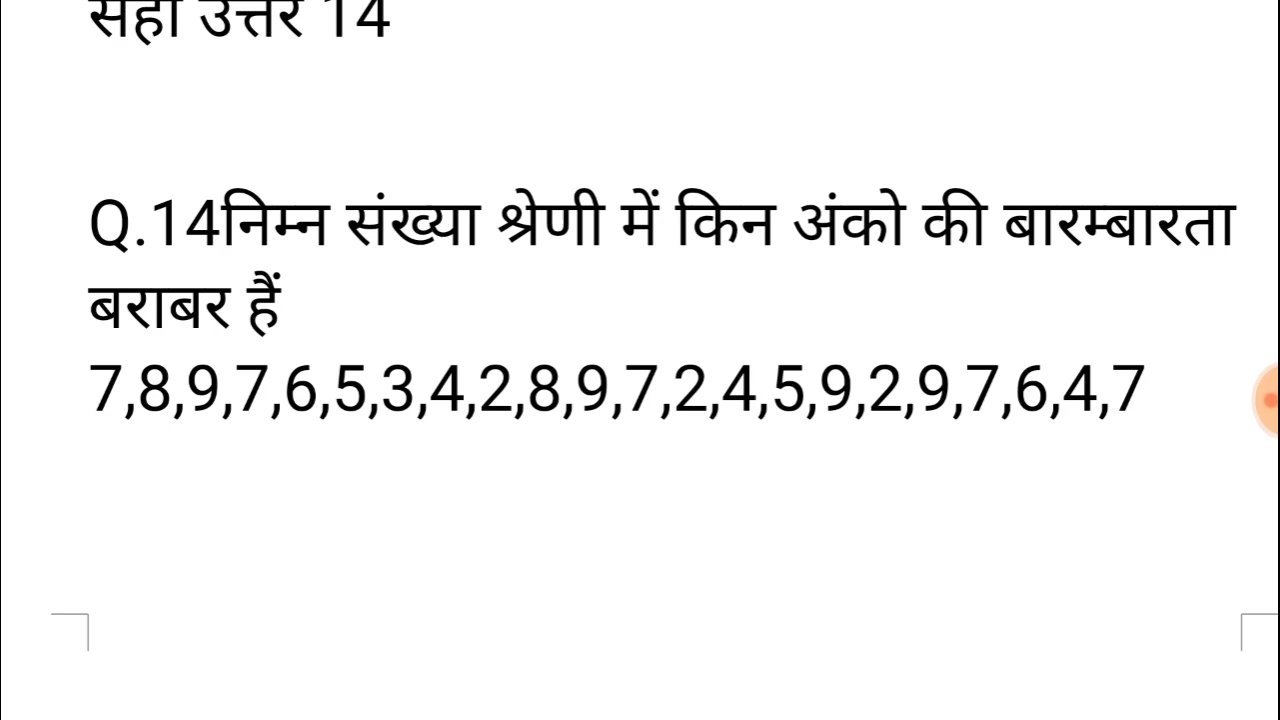 सही उत्तर 14
Q.14निम्न संख्या श्रेणी में किन अंको की बारम्बारता
बराबर हैं
7,8,9,7,6,5,3,4,2,8,9,7,2,4,5,9,2,9,7,6,4,7